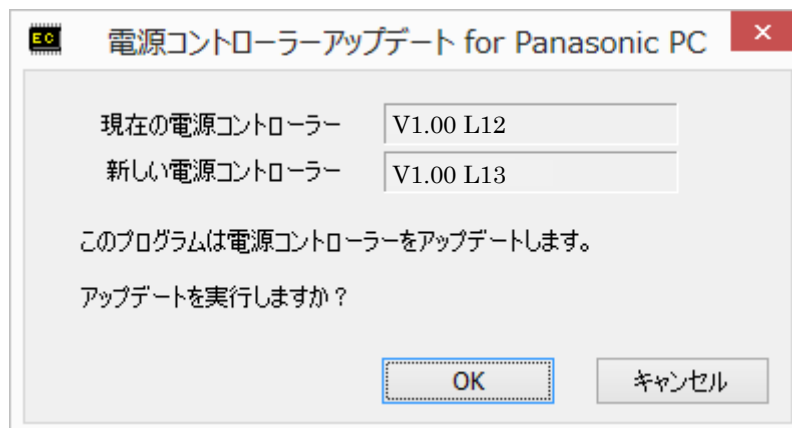 EC 電源コントローラーアップデート for Panasonic PC
現在の電源コントローラー V1.00 L12
新しい電源コントローラー V1.00 L13
このプログラムは電源コントローラーをアップデートします。
アップデートを実行しますか？
OK キャンセル